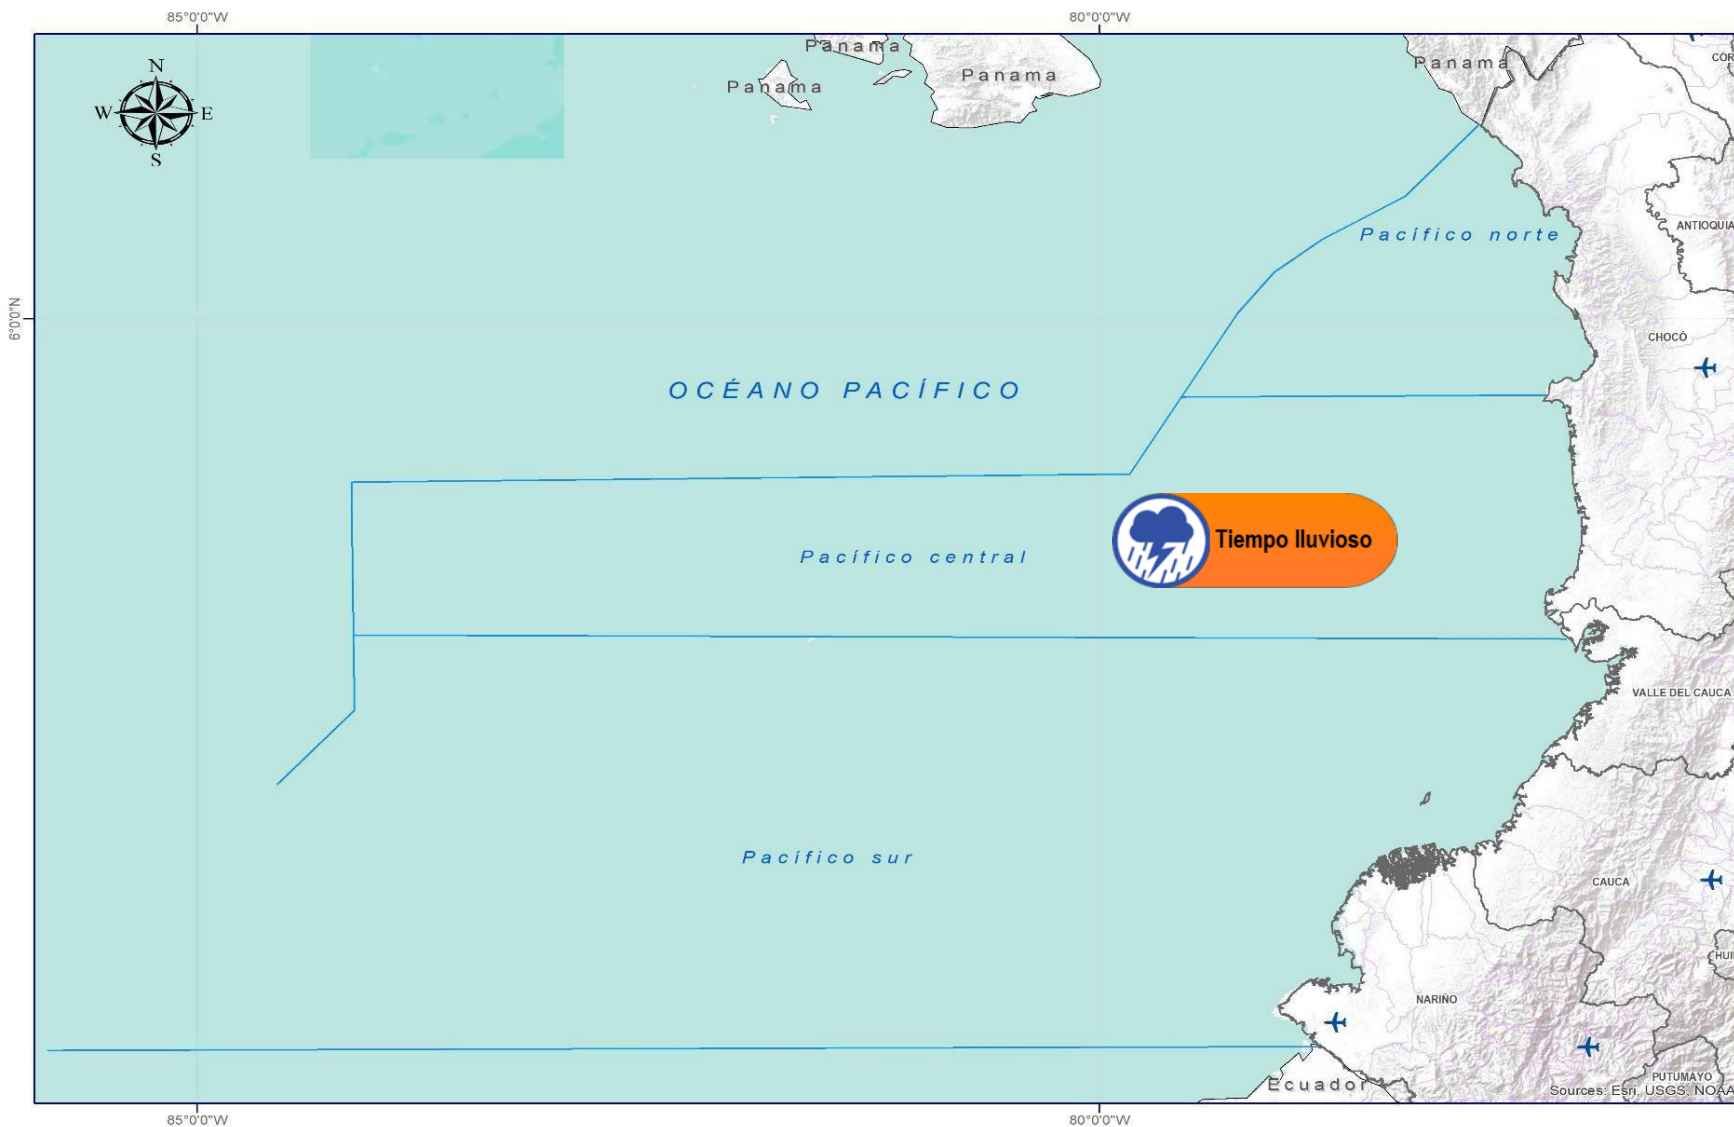 85°0'0"W
80°0'0"W
Panama
Panama
Panama
Panama
CÓR
N
W
E
S
ANTIOQUIA
Pacífico norte
6°0'0"N
CHOCÓ
OCÉANO PACÍFICO
Tiempo lluvioso
Pacífico central
VALLE DEL CAUCA
Pacífico sur
CAUCA
HUI
NARIÑO
PUTUMAYO
Ecuador
Sources: Esri, USGS, NOAA
85°0'0"W
80°0'0"W